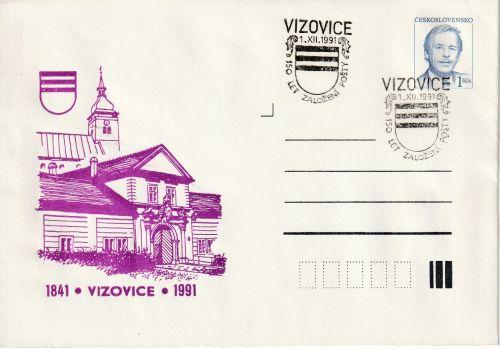 VIZOVICE
1.XII.1991
150 LET ZALOŽENÍ POŠTY
ČESKOSLOVENSKO
1 Kčs
VIZOVICE
1.XII.1991
150 LET ZALOŽENÍ POŠTY
1841 • VIZOVICE • 1991